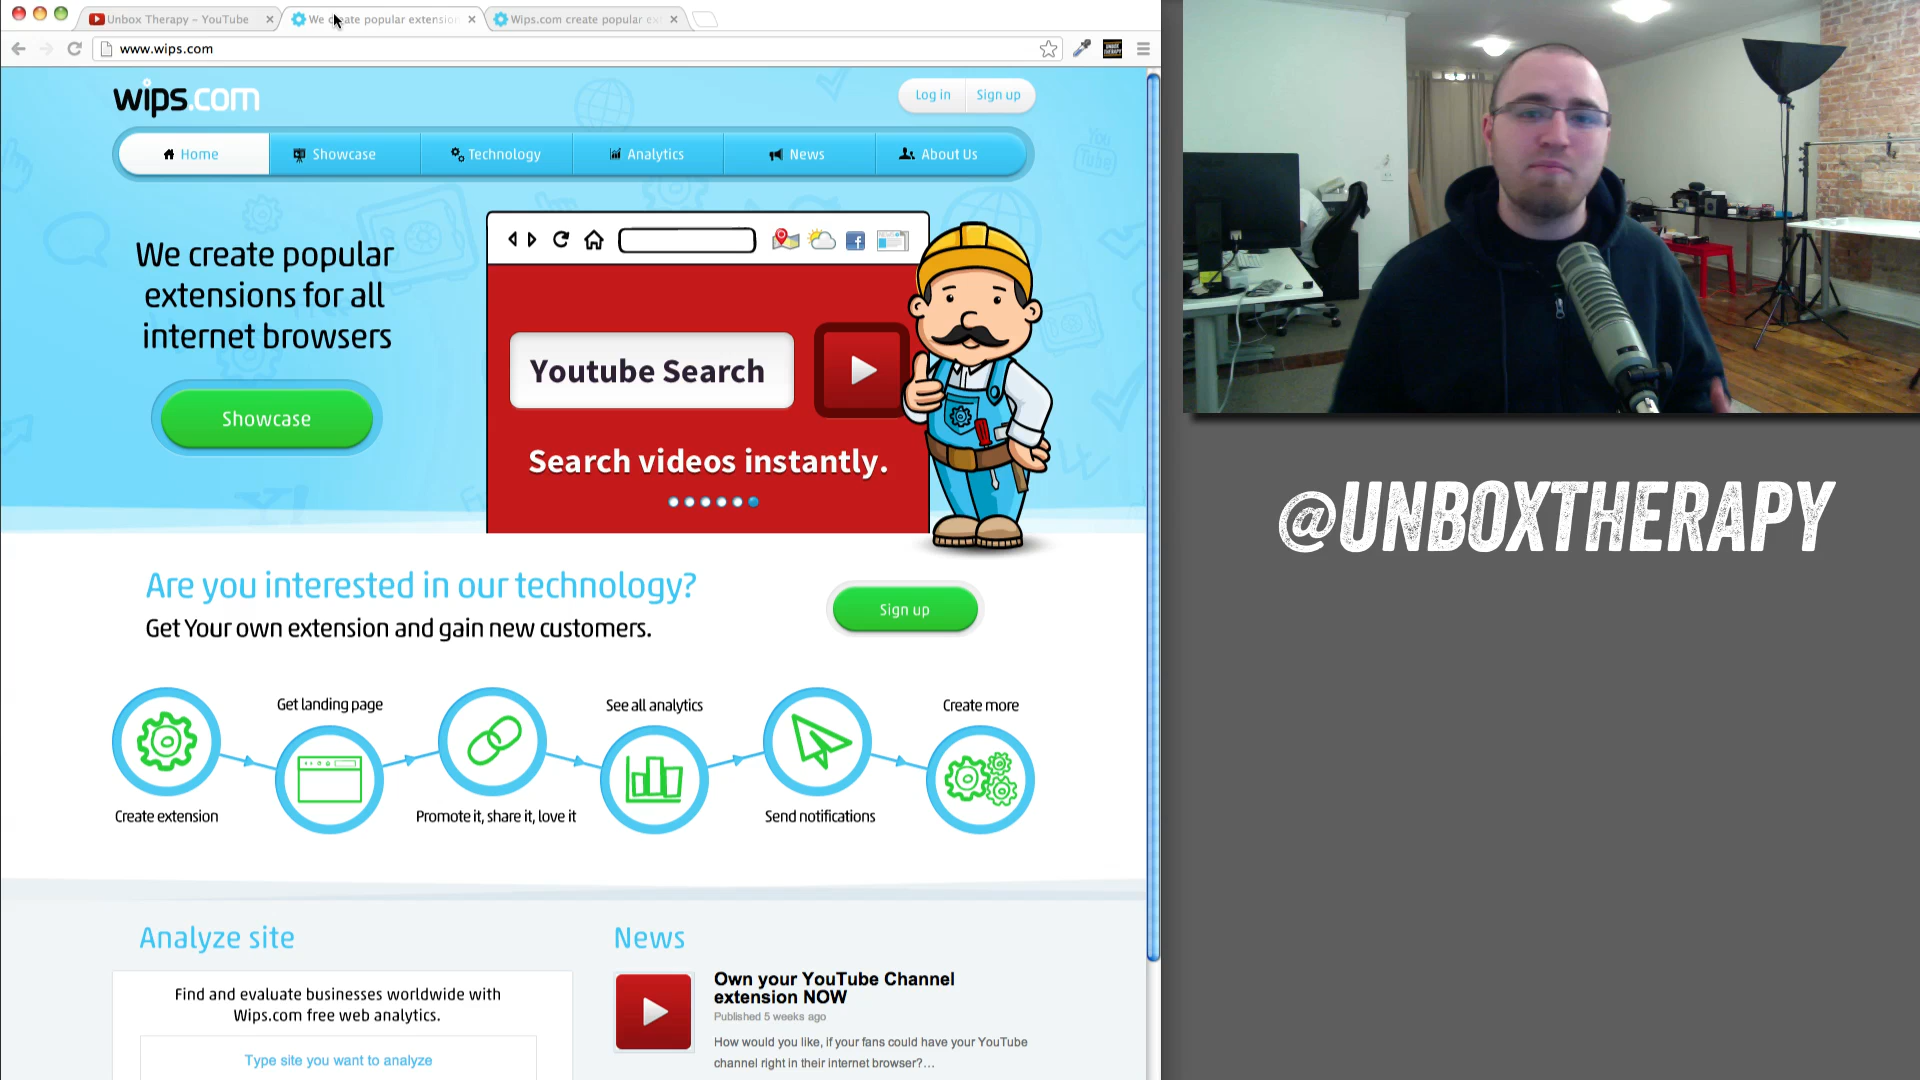 Unbox Therapy – YouTube
We create popular extension
Wips.com create popular ex
www.wips.com
wips.com
Log in
Sign up
Home
Showcase
Technology
Analytics
News
About Us
We create popular
extensions for all
internet browsers
Showcase
Youtube Search
Search videos instantly.
@UNBOXTHERAPY
Are you interested in our technology?
Get Your own extension and gain new customers.
Sign up
Get landing page
See all analytics
Create more
Create extension
Promote it, share it, love it
Send notifications
Analyze site
Find and evaluate businesses worldwide with
Wips.com free web analytics.
Type site you want to analyze
News
Own your YouTube Channel
extension NOW
Published 5 weeks ago
How would you like, if your fans could have your YouTube
channel right in their internet browser?...